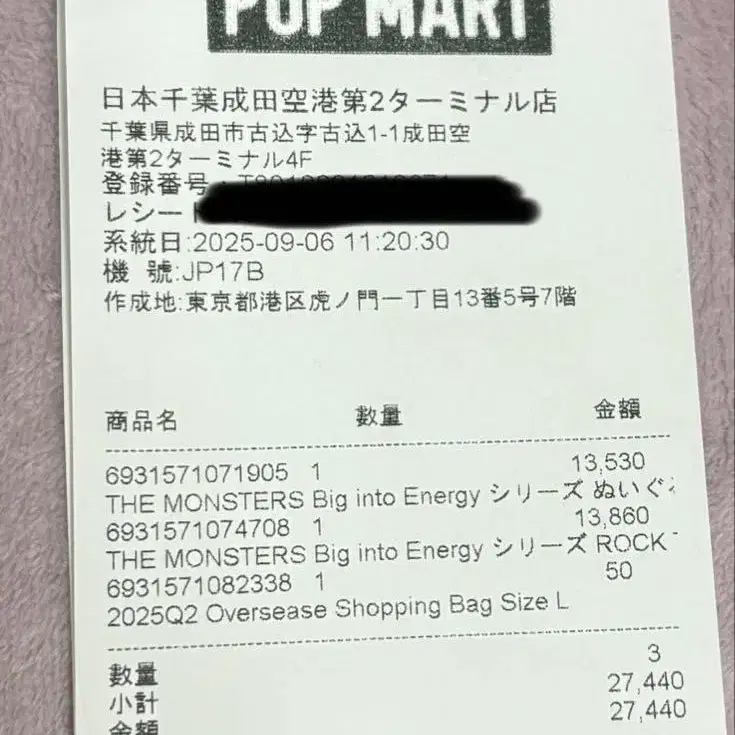 POP MART
日本千葉成田空港第2ターミナル店
千葉県成田市古込字古込1-1成田空
港第2ターミナル4F
登録番号:
レシート
系統日:2025-09-06 11:20:30
機 號:JP17B
作成地:東京都港区虎ノ門一丁目13番5号7階
商品名 數量 金額
6931571071905 1 13,530
THE MONSTERS Big into Energy シリーズ ぬいぐ
6931571074708 1 13,860
THE MONSTERS Big into Energy シリーズ ROCK
6931571082338 1 50
2025Q2 Oversease Shopping Bag Size L
數量 3
小計 27,440
金額 27,440